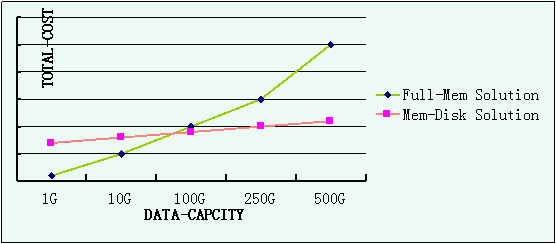 TOTAL-COST
Full-Mem Solution
Mem-Disk Solution
1G 10G 100G 250G 500G
DATA-CAPCITY